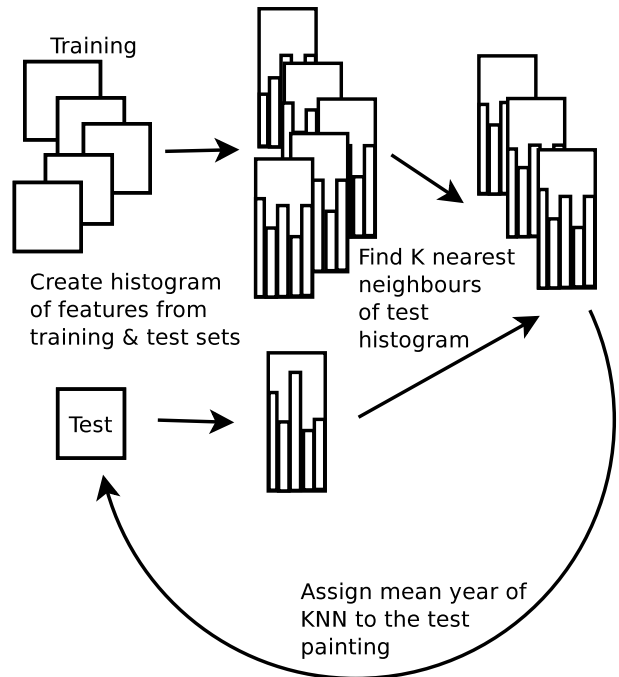 Training
Create histogram
of features from
training & test sets
Find K nearest
neighbours
of test
histogram
Test
Assign mean year of
KNN to the test
painting